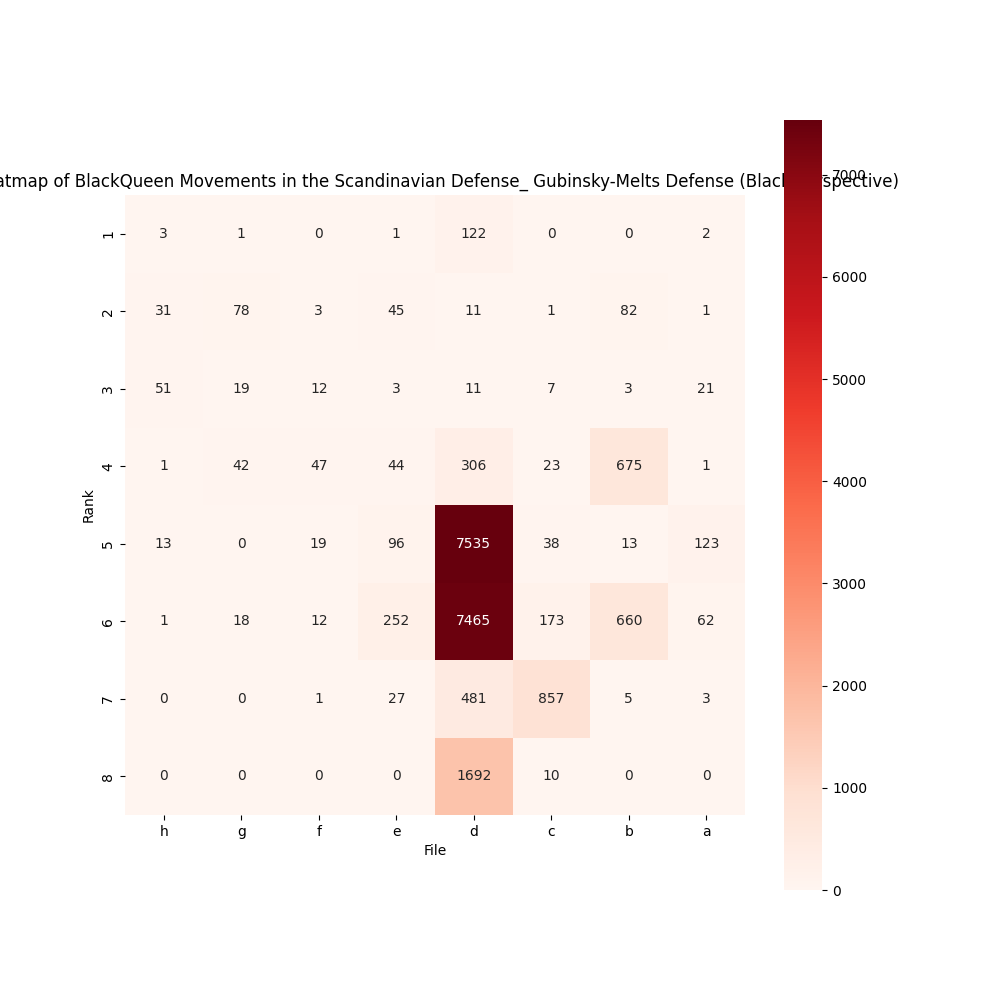 atmap of BlackQueen Movements in the Scandinavian Defense_ Gubinsky-Melts Defense (Blac spective)
7000
1 3 1 0 1 122 0 0 2
6000
2 31 78 3 45 11 1 82 1
5000
3 51 19 12 3 11 7 3 21
4 1 42 47 44 306 23 675 1
4000
Rank
5 13 0 19 96 7535 38 13 123
3000
6 1 18 12 252 7465 173 660 62
2000
7 0 0 1 27 481 857 5 3
8 0 0 0 0 1692 10 0 0
1000
h g f e d c b a
File
0